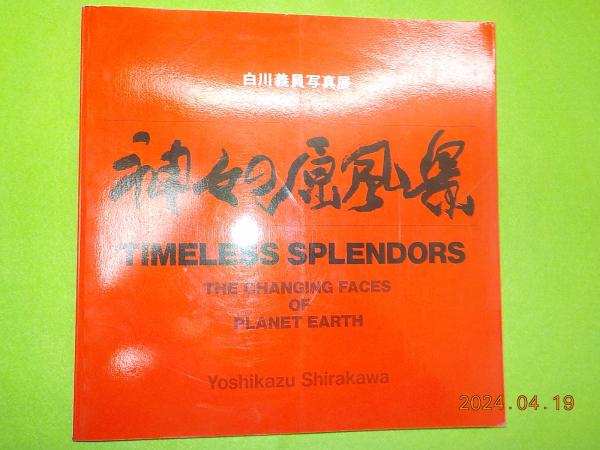 白川義員写真展
神々の原風景
TIMELESS SPLENDORS
THE CHANGING FACES
OF
PLANET EARTH
Yoshikazu Shirakawa
2024.04.19